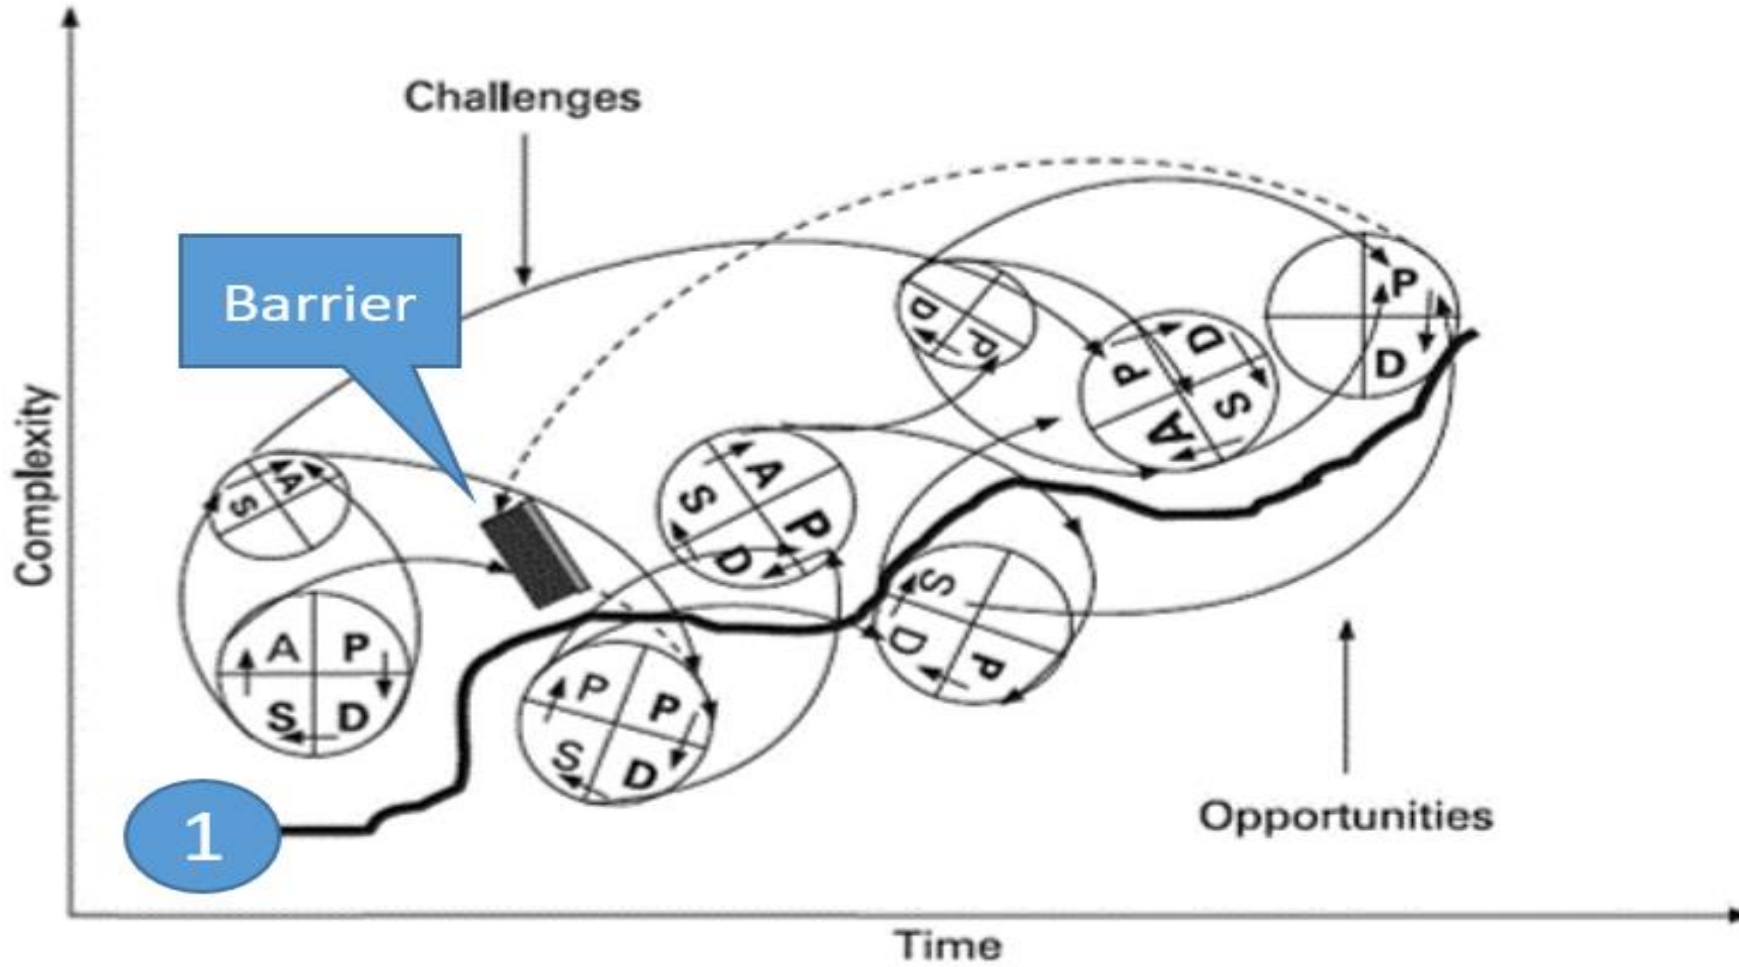 Challenges
Barrier
Complexity
A P
S D
S A
P P
S D
A
S P
D
S
D P
D P
D
P S
A
P
D
1
Opportunities
Time